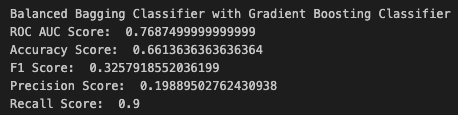 Balanced Bagging Classifier with Gradient Boosting Classifier
ROC AUC Score:  0.7687499999999999
Accuracy Score:  0.6613636363636364
F1 Score:  0.3257918552036199
Precision Score:  0.19889502762430938
Recall Score:  0.9